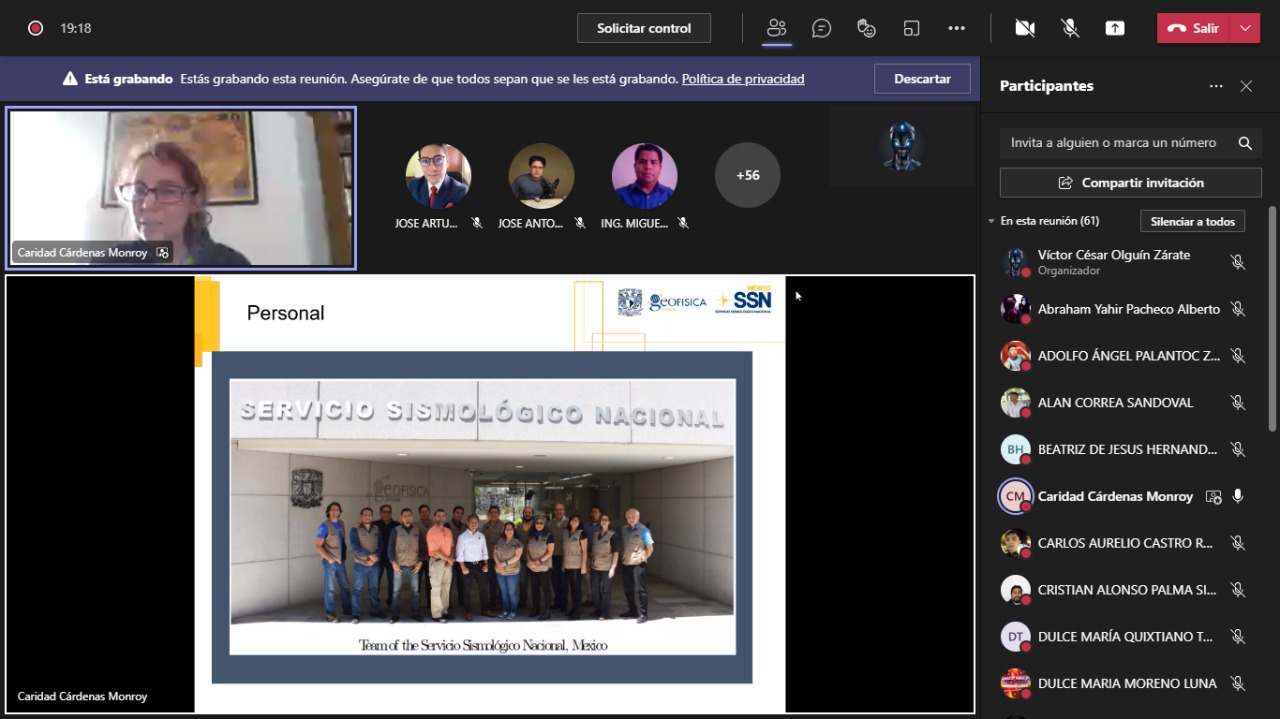 19:18
Solicitar control
Salir
Está grabando Estás grabando esta reunión. Asegúrate de que todos sepan que se les está grabando. Política de privacidad
Descartar
Caridad Cárdenas Monroy
JOSE ARTU...
JOSE ANTO...
ING. MIGUE...
+56
Personal
GEOFISICA
MÉXICO
SSN
SERVICIO SISMOLÓGICO NACIONAL
SERVICIO SISMOLÓGICO NACIONAL
GEOFISICA
Team of the Servicio Sismológico Nacional, Mexico
Caridad Cárdenas Monroy
Participantes
Invita a alguien o marca un número
Compartir invitación
En esta reunión (61)
Silenciar a todos
Víctor César Olguín Zárate
Organizador
Abraham Yahir Pacheco Alberto
ADOLFO ÁNGEL PALANTOC Z...
ALAN CORREA SANDOVAL
BH
BEATRIZ DE JESUS HERNAND...
CM
Caridad Cárdenas Monroy
CARLOS AURELIO CASTRO R...
CRISTIAN ALONSO PALMA SI...
DT
DULCE MARÍA QUIXTIANO T...
DULCE MARIA MORENO LUNA